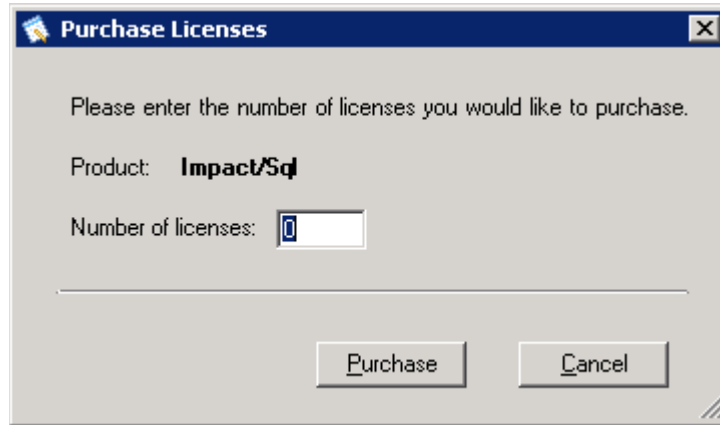 Purchase Licenses
Please enter the number of licenses you would like to purchase.
Product: Impact/Sql
Number of licenses: 0
Purchase Cancel